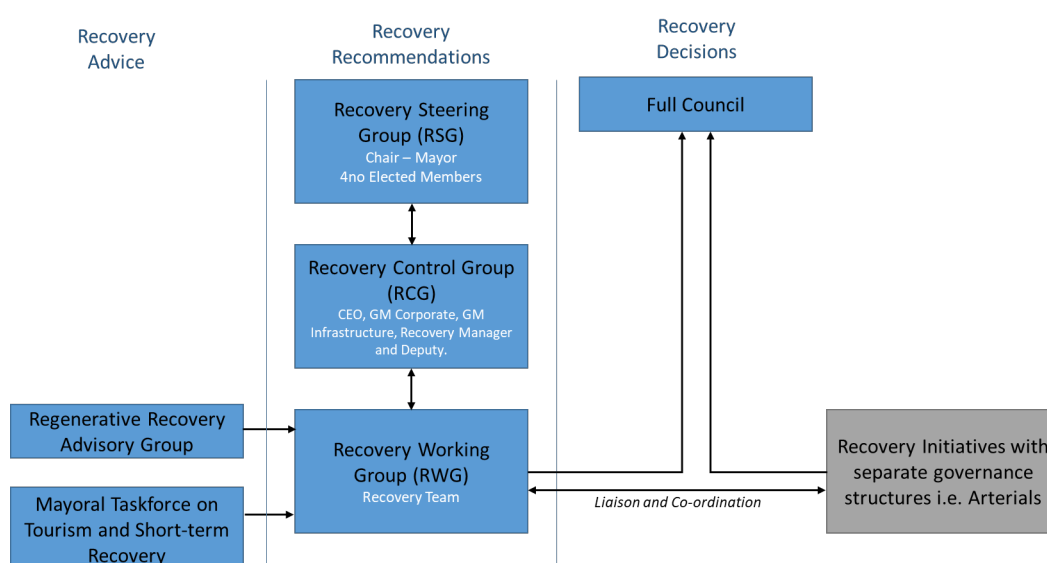 Recovery
Advice
Recovery
Recommendations
Recovery
Decisions
Recovery Steering
Group (RSG)
Chair – Mayor
4no Elected Members
Full Council
Recovery Control Group
(RCG)
CEO, GM Corporate, GM
Infrastructure, Recovery Manager
and Deputy.
Regenerative Recovery
Advisory Group
Recovery Working
Group (RWG)
Recovery Team
Mayoral Taskforce on
Tourism and Short-term
Recovery
Liaison and Co-ordination
Recovery Initiatives with
separate governance
structures i.e. Arterials